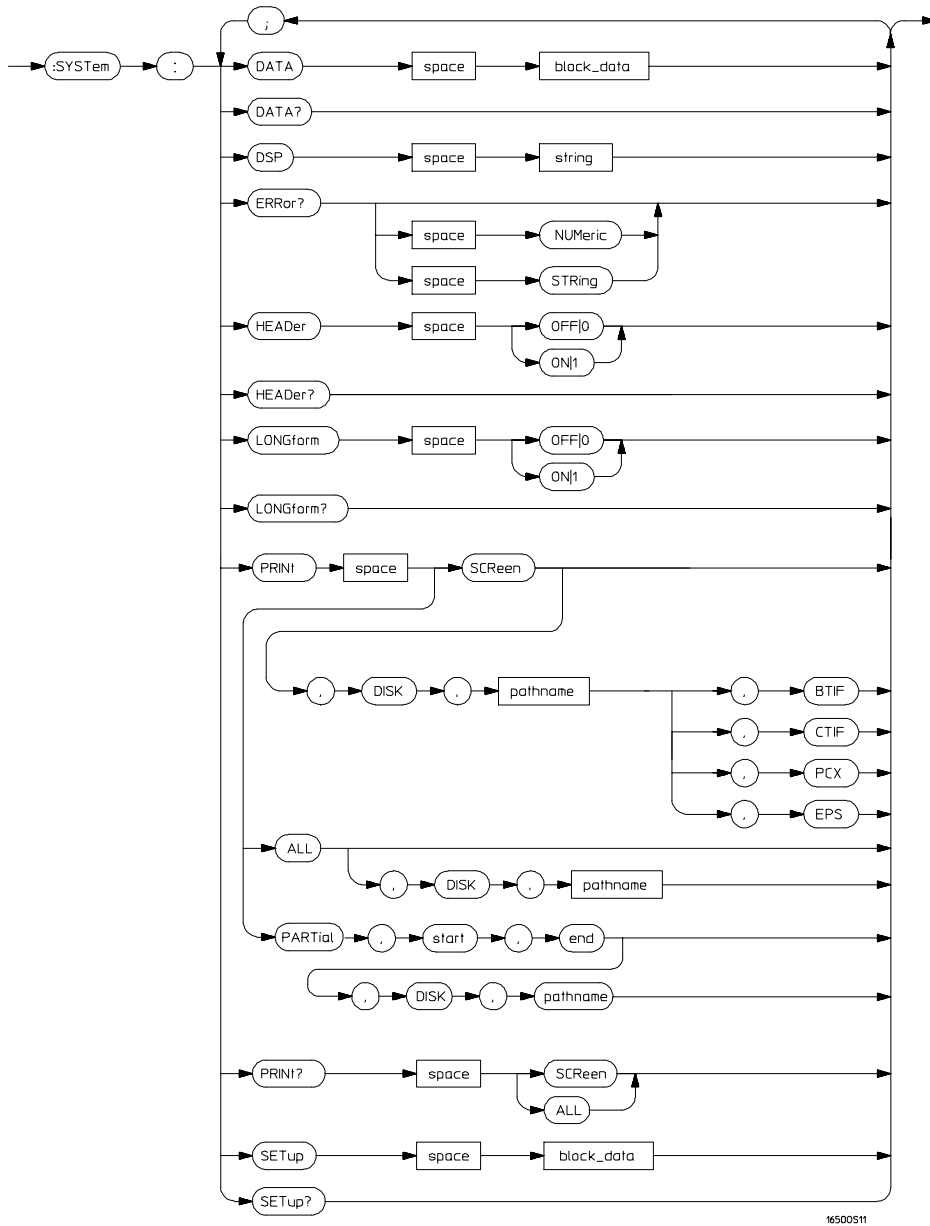 ;
:SYSTem : DATA space block_data
DATA?
DSP space string
ERRor?
space NUMeric
space STRing
HEADer space OFF|0
ON|1
HEADer?
LONGform space OFF|0
ON|1
LONGform?
PRINt space SCReen
, DISK , pathname , BTIF
, CTIF
, PCX
, EPS
ALL
, DISK , pathname
PARTial , start , end
, DISK , pathname
PRINt? space SCReen
ALL
SETup space block_data
SETup?
16500S11